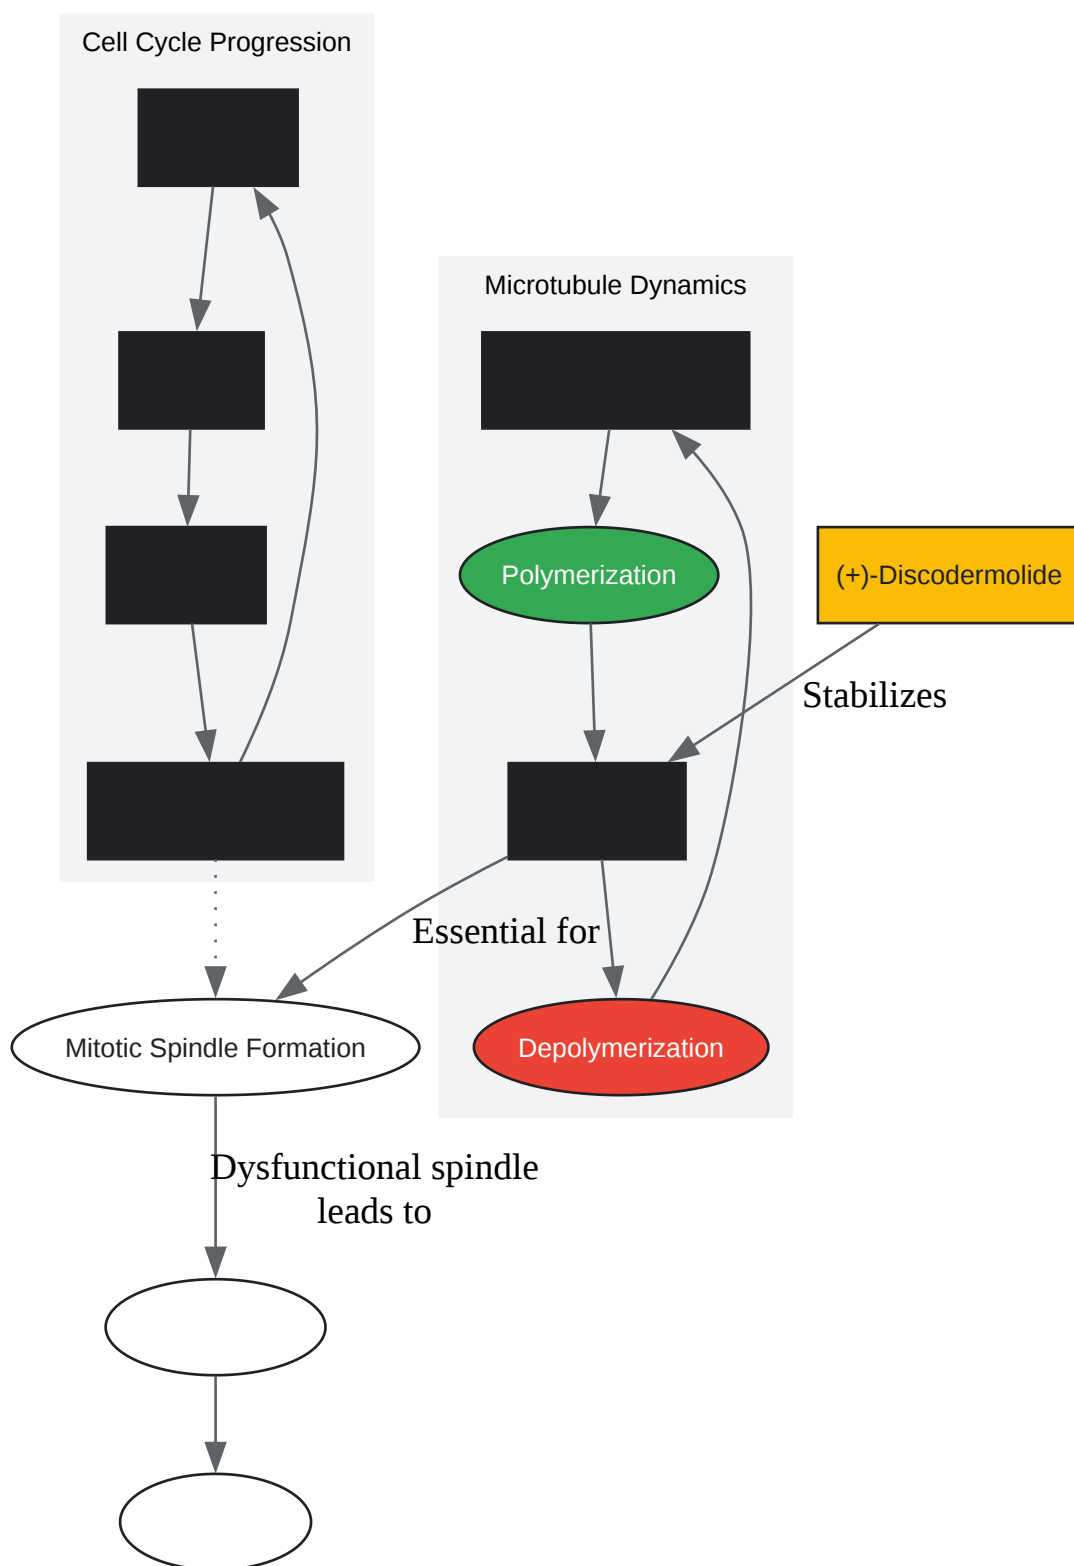 Cell Cycle Progression
Microtubule Dynamics
Polymerization
(+)-Discodermolide
Stabilizes
Essential for
Mitotic Spindle Formation
Depolymerization
Dysfunctional spindle
leads to